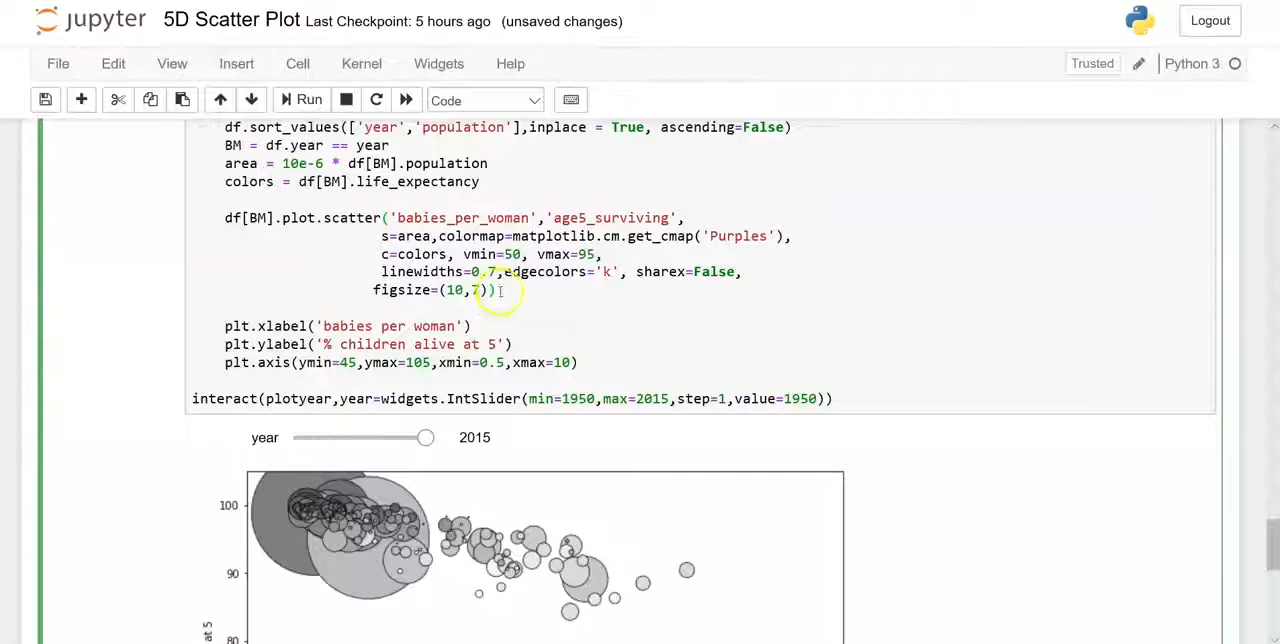 jupyter 5D Scatter Plot Last Checkpoint: 5 hours ago (unsaved changes) Logout
File Edit View Insert Cell Kernel Widgets Help Trusted Python 3
Run Code
df.sort_values(['year','population'],inplace = True, ascending=False)
BM = df.year == year
area = 10e-6 * df[BM].population
colors = df[BM].life_expectancy
df[BM].plot.scatter('babies_per_woman','age5_surviving',
s=area,colormap=matplotlib.cm.get_cmap('Purples'),
c=colors, vmin=50, vmax=95,
linewidths=0.7,edgecolors='k', sharex=False,
figsize=(10,7))
plt.xlabel('babies per woman')
plt.ylabel('% children alive at 5')
plt.axis(ymin=45,ymax=105,xmin=0.5,xmax=10)
interact(plotyear,year=widgets.IntSlider(min=1950,max=2015,step=1,value=1950))
year 2015
100
90
80
at 5